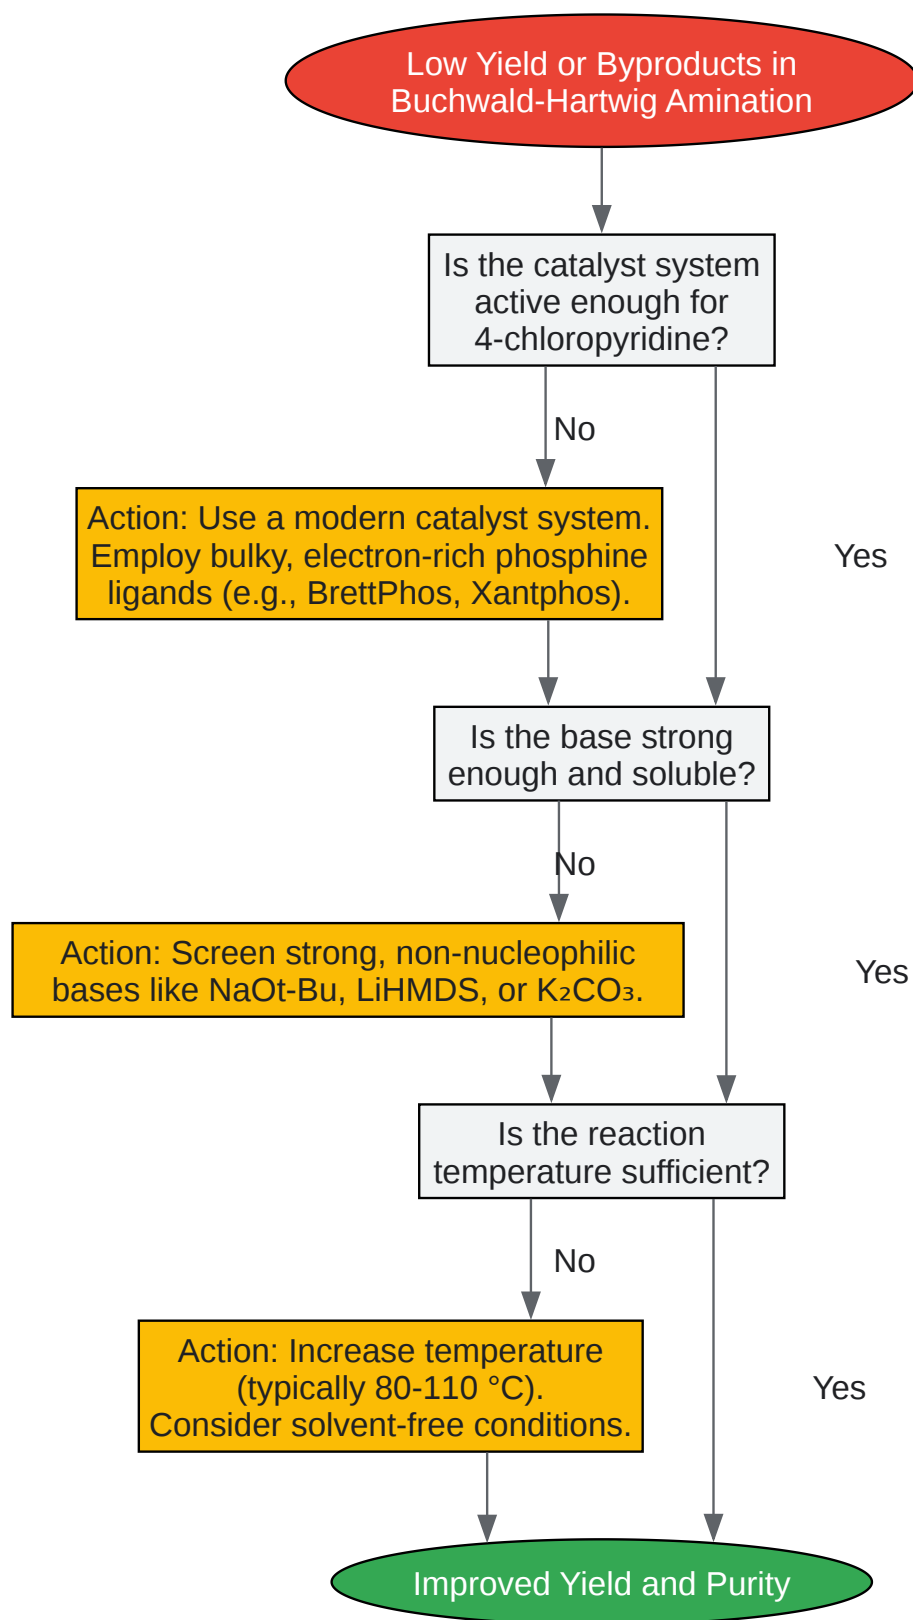 Low Yield or Byproducts in
Buchwald-Hartwig Amination
Is the catalyst system
active enough for
4-chloropyridine?
No
Action: Use a modern catalyst system.
Employ bulky, electron-rich phosphine
ligands (e.g., BrettPhos, Xantphos).
Yes
Is the base strong
enough and soluble?
No
Action: Screen strong, non-nucleophilic
bases like NaOt-Bu, LiHMDS, or K₂CO₃.
Yes
Is the reaction
temperature sufficient?
No
Action: Increase temperature
(typically 80-110 °C).
Consider solvent-free conditions.
Yes
Improved Yield and Purity